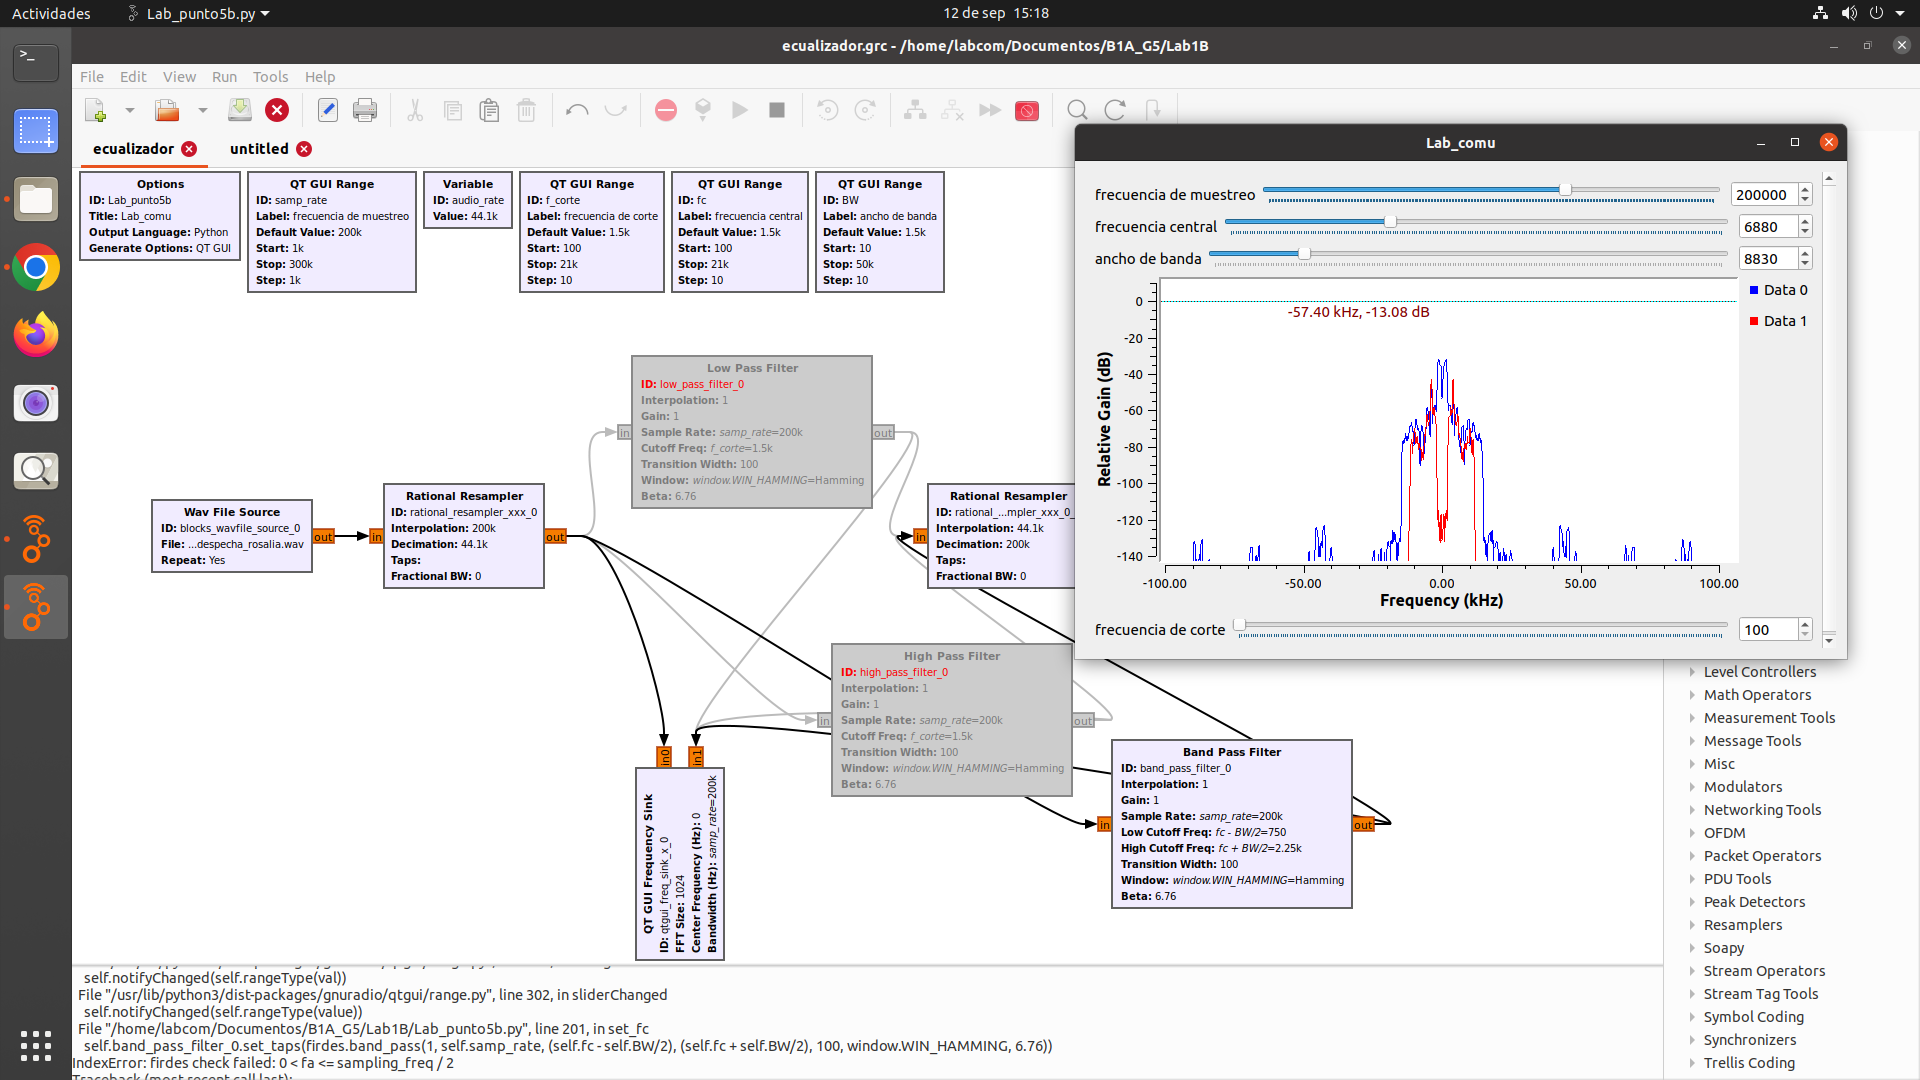 Actividades
Lab_punto5b.py
12 de sep 15:18
ecualizador.grc - /home/labcom/Documentos/B1A_G5/Lab1B
File Edit View Run Tools Help
ecualizador
untitled
Options
ID: Lab_punto5b
Title: Lab_comu
Output Language: Python
Generate Options: QT GUI
QT GUI Range
ID: samp_rate
Label: frecuencia de muestreo
Default Value: 200k
Start: 1k
Stop: 300k
Step: 1k
Variable
ID: audio_rate
Value: 44.1k
QT GUI Range
ID: f_corte
Label: frecuencia de corte
Default Value: 1.5k
Start: 100
Stop: 21k
Step: 10
QT GUI Range
ID: fc
Label: frecuencia central
Default Value: 1.5k
Start: 100
Stop: 21k
Step: 10
QT GUI Range
ID: BW
Label: ancho de banda
Default Value: 1.5k
Start: 10
Stop: 50k
Step: 10
Low Pass Filter
ID: low_pass_filter_0
Interpolation: 1
Gain: 1
Sample Rate: samp_rate=200k
Cutoff Freq: f_corte=1.5k
Transition Width: 100
Window: window.WIN_HAMMING=Hamming
Beta: 6.76
in
out
Wav File Source
ID: blocks_wavfile_source_0
File: ...despecha_rosalia.wav
Repeat: Yes
out
in
Rational Resampler
ID: rational_resampler_xxx_0
Interpolation: 200k
Decimation: 44.1k
Taps:
Fractional BW: 0
out
in
Rational Resampler
ID: rational_...mpler_xxx_0_
Interpolation: 44.1k
Decimation: 200k
Taps:
Fractional BW: 0
High Pass Filter
ID: high_pass_filter_0
Interpolation: 1
Gain: 1
Sample Rate: samp_rate=200k
Cutoff Freq: f_corte=1.5k
Transition Width: 100
Window: window.WIN_HAMMING=Hamming
Beta: 6.76
in
out
in0
in1
QT GUI Frequency Sink
ID: qtgui_freq_sink_x_0
FFT Size: 1024
Center Frequency (Hz): 0
Bandwidth (Hz): samp_rate=200k
Band Pass Filter
ID: band_pass_filter_0
Interpolation: 1
Gain: 1
Sample Rate: samp_rate=200k
Low Cutoff Freq: fc - BW/2=750
High Cutoff Freq: fc + BW/2=2.25k
Transition Width: 100
Window: window.WIN_HAMMING=Hamming
Beta: 6.76
in
out
Lab_comu
frecuencia de muestreo 200000
frecuencia central 6880
ancho de banda 8830
Data 0
Data 1
-57.40 kHz, -13.08 dB
Relative Gain (dB)
0
-20
-40
-60
-80
-100
-120
-140
-100.00 -50.00 0.00 50.00 100.00
Frequency (kHz)
frecuencia de corte 100
Level Controllers
Math Operators
Measurement Tools
Message Tools
Misc
Modulators
Networking Tools
OFDM
Packet Operators
PDU Tools
Peak Detectors
Resamplers
Soapy
Stream Operators
Stream Tag Tools
Symbol Coding
Synchronizers
Trellis Coding
self.notifyChanged(self.rangeType(val))
File "/usr/lib/python3/dist-packages/gnuradio/qtgui/range.py", line 302, in sliderChanged
self.notifyChanged(self.rangeType(value))
File "/home/labcom/Documentos/B1A_G5/Lab1B/Lab_punto5b.py", line 201, in set_fc
self.band_pass_filter_0.set_taps(firdes.band_pass(1, self.samp_rate, (self.fc - self.BW/2), (self.fc + self.BW/2), 100, window.WIN_HAMMING, 6.76))
IndexError: firdes check failed: 0 < fa <= sampling_freq / 2
Traceback (most recent call last):